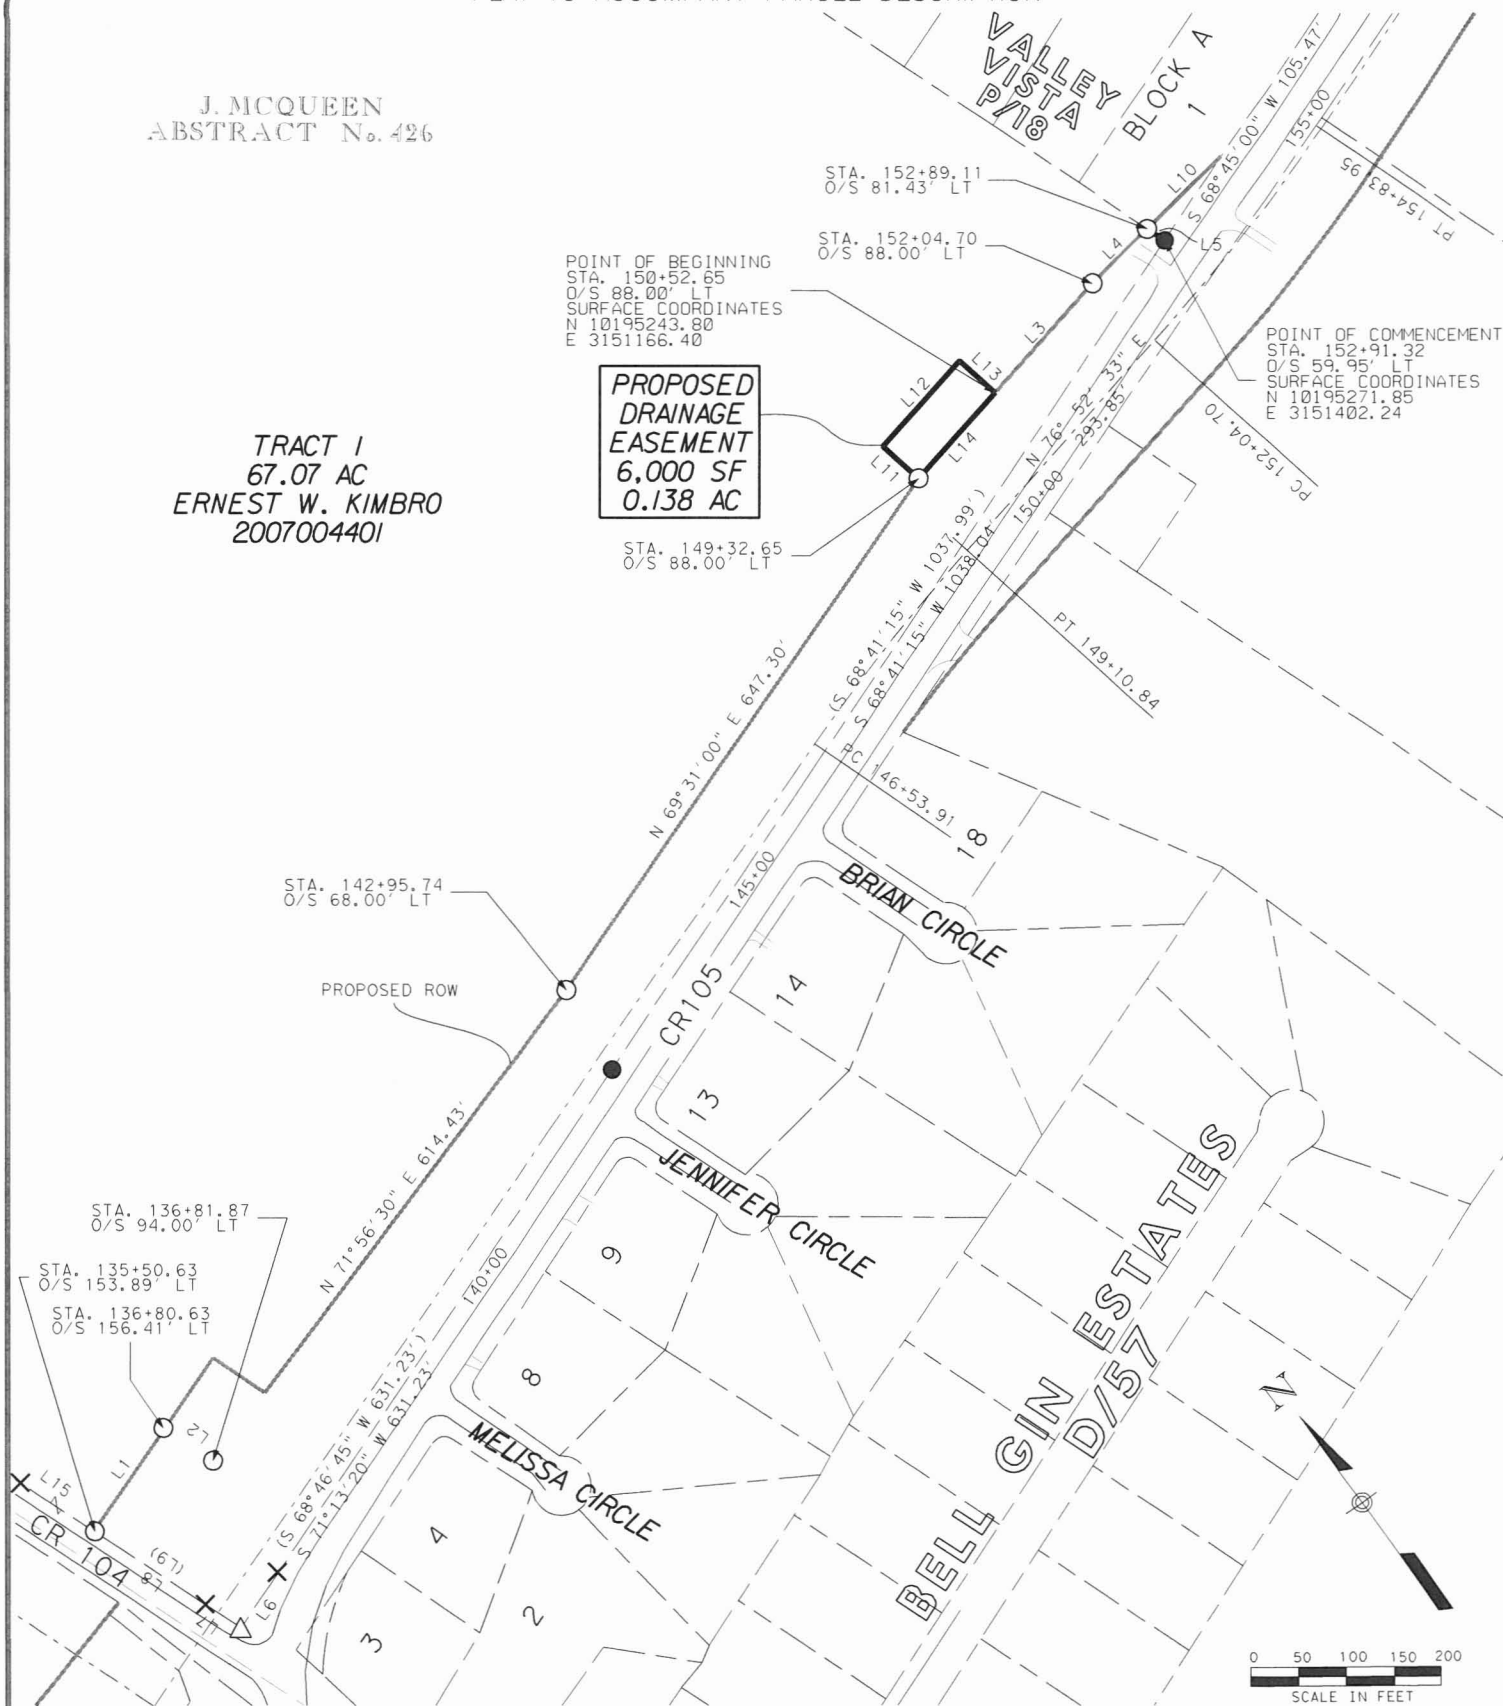 J. MCQUEEN
ABSTRACT No. 426
VALLEY
VISTA
P/18
BLOCK A
1
S 68°45'00" W 105.47'
155+00
PT 154+83.95
L10
STA. 152+89.11
O/S 81.43' LT
L4
L5
STA. 152+04.70
O/S 88.00' LT
POINT OF BEGINNING
STA. 150+52.65
O/S 88.00' LT
SURFACE COORDINATES
N 10195243.80
E 3151166.40
L3
POINT OF COMMENCEMENT
STA. 152+91.32
O/S 59.95' LT
SURFACE COORDINATES
N 10195271.85
E 3151402.24
PROPOSED
DRAINAGE
EASEMENT
6,000 SF
0.138 AC
L12
L13
L14
L11
N 76° 52' 33" E
293.85'
PC 152+04.70
TRACT I
67.07 AC
ERNEST W. KIMBRO
2007004401
STA. 149+32.65
O/S 88.00' LT
150+00
(S 68°41'15" W 1037.99')
S 68°41'15" W 1038.04'
PT 149+10.84
N 69°31'00" E 647.30'
PC 146+53.91
18
145+00
BRIAN CIRCLE
STA. 142+95.74
O/S 68.00' LT
PROPOSED ROW
CR105
14
13
JENNIFER CIRCLE
N 71°56'30" E 614.43'
STA. 136+81.87
O/S 94.00' LT
STA. 135+50.63
O/S 153.89' LT
STA. 136+80.63
O/S 156.41' LT
140+00
9
8
BELL GIN ESTATES
D/57
N
(S 68°46'45" W 631.23')
S 71°13'20" W 631.23'
MELISSA CIRCLE
L2
L1
L15
CR 104
(L9)
L8
L7
L6
4
3
2
0 50 100 150 200
SCALE IN FEET